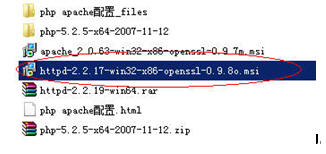 php apache配置_files
php-5.2.5-x64-2007-11-12
apache_2.0.63-win32-x86-openssl-0.9.7m.msi
httpd-2.2.17-win32-x86-openssl-0.9.8o.msi
httpd-2.2.19-win64.rar
php apache配置.html
php-5.2.5-x64-2007-11-12.zip